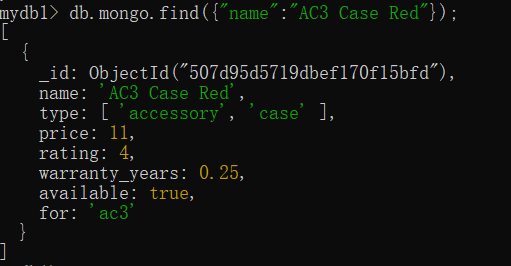 mydbl> db.mongo.find({"name":"AC3 Case Red"});
[
  {
    _id: ObjectId("507d95d5719dbef170f15bfd"),
    name: 'AC3 Case Red',
    type: [ 'accessory', 'case' ],
    price: 11,
    rating: 4,
    warranty_years: 0.25,
    available: true,
    for: 'ac3'
  }
]